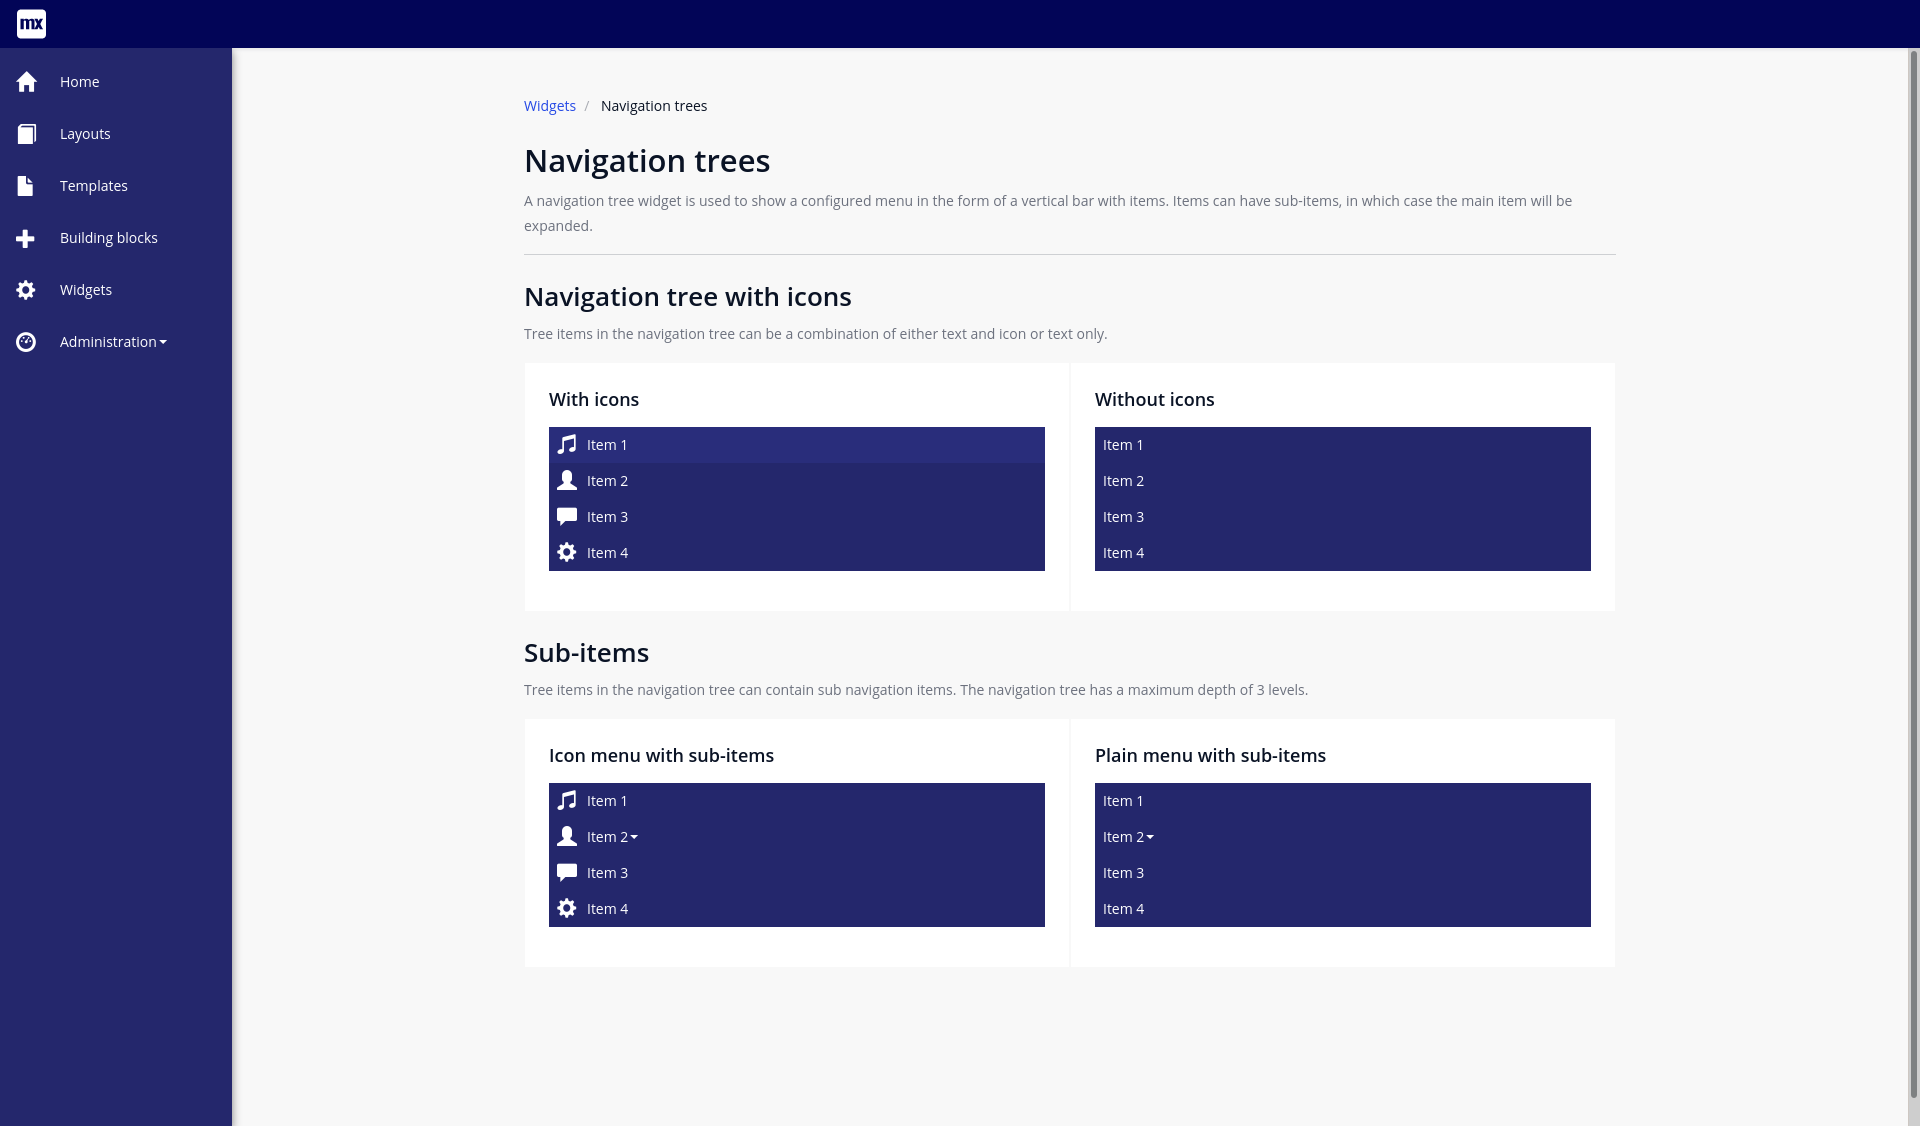 mx
Home
Layouts
Templates
Building blocks
Widgets
Administration
Widgets / Navigation trees
Navigation trees
A navigation tree widget is used to show a configured menu in the form of a vertical bar with items. Items can have sub-items, in which case the main item will be
expanded.
Navigation tree with icons
Tree items in the navigation tree can be a combination of either text and icon or text only.
With icons
Item 1
Item 2
Item 3
Item 4
Without icons
Item 1
Item 2
Item 3
Item 4
Sub-items
Tree items in the navigation tree can contain sub navigation items. The navigation tree has a maximum depth of 3 levels.
Icon menu with sub-items
Item 1
Item 2
Item 3
Item 4
Plain menu with sub-items
Item 1
Item 2
Item 3
Item 4